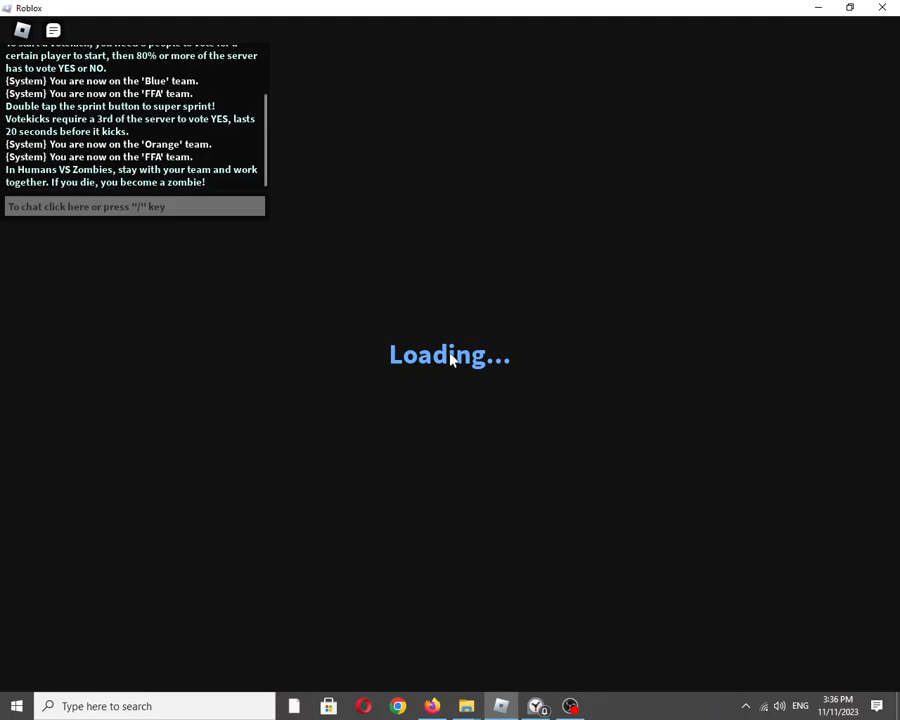 Roblox
To start a votekick, you need 8 people to vote for a
certain player to start, then 80% or more of the server
has to vote YES or NO.
{System} You are now on the 'Blue' team.
{System} You are now on the 'FFA' team.
Double tap the sprint button to super sprint!
Votekicks require a 3rd of the server to vote YES, lasts
20 seconds before it kicks.
{System} You are now on the 'Orange' team.
{System} You are now on the 'FFA' team.
In Humans VS Zombies, stay with your team and work
together. If you die, you become a zombie!
To chat click here or press "/" key
Loading...
Type here to search
ENG
3:36 PM
11/11/2023